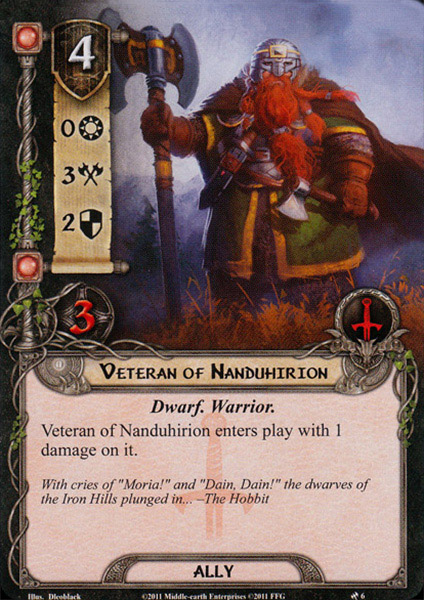 4
0
3
2
3
VETERAN OF NANDUHIRION
Dwarf. Warrior.
Veteran of Nanduhirion enters play with 1
damage on it.
With cries of "Moria!" and "Dain, Dain!" the dwarves of
the Iron Hills plunged in... –The Hobbit
ALLY
Illus. Dleoblack
©2011 Middle-earth Enterprises ©2011 FFG
6